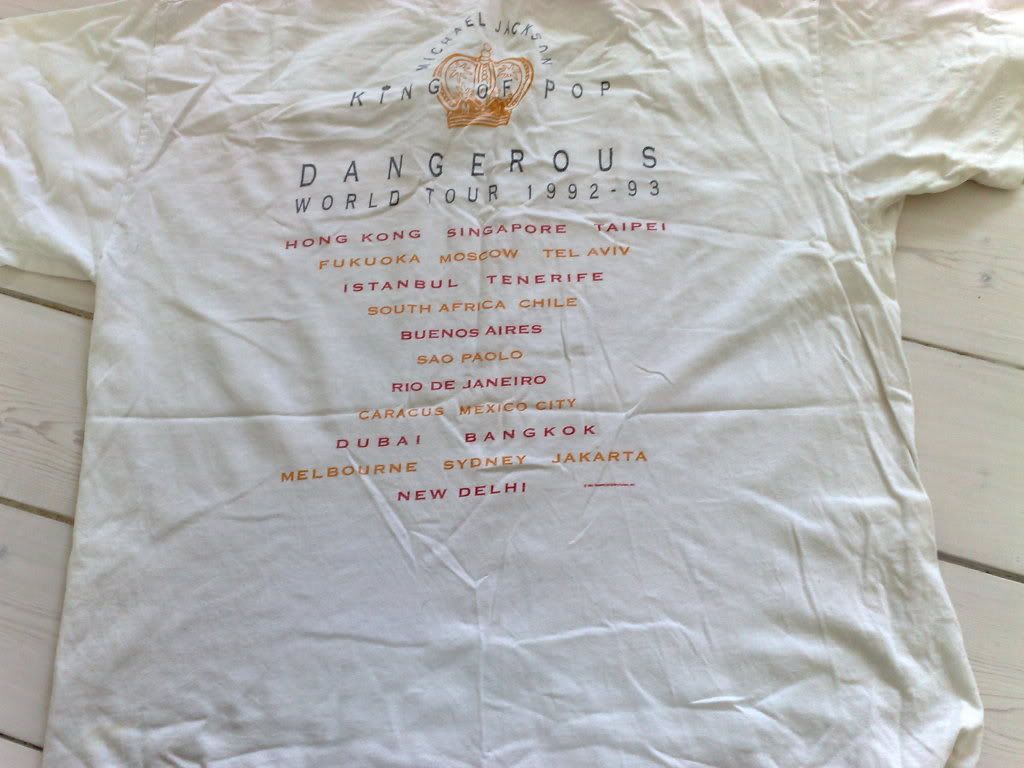 MICHAEL JACKSON
KING OF POP
DANGEROUS
WORLD TOUR 1992-93
HONG KONG SINGAPORE TAIPEI
FUKUOKA MOSCOW TEL AVIV
ISTANBUL TENERIFE
SOUTH AFRICA CHILE
BUENOS AIRES
SAO PAOLO
RIO DE JANEIRO
CARACUS MEXICO CITY
DUBAI BANGKOK
MELBOURNE SYDNEY JAKARTA
NEW DELHI